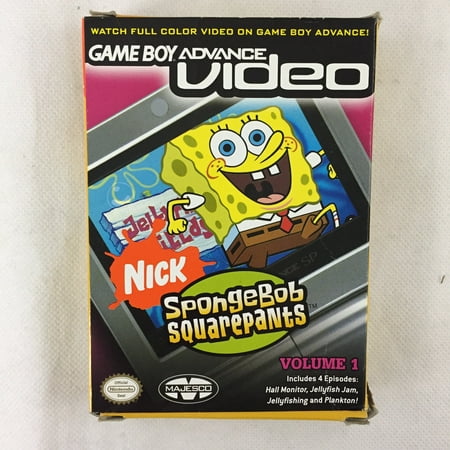 WATCH FULL COLOR VIDEO ON GAME BOY ADVANCE!
GAME BOY ADVANCE
video
NICK
SpongeBob
SQUAREPANTS™
VOLUME 1
Includes 4 Episodes:
Hall Monitor, Jellyfish Jam,
Jellyfishing and Plankton!
Official
Nintendo
Seal
MAJESCO